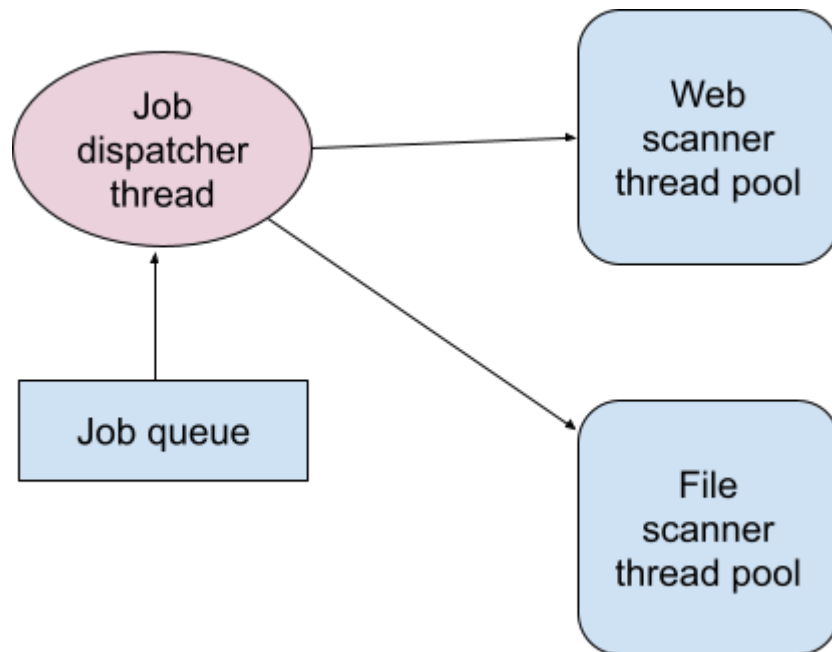 Job
dispatcher
thread
Web
scanner
thread pool
Job queue
File
scanner
thread pool